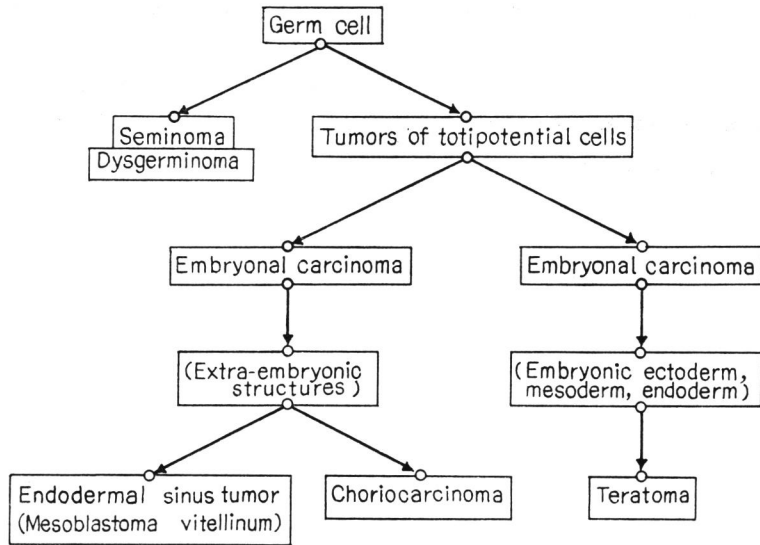 Germ cell
Seminoma
Dysgerminoma
Tumors of totipotential cells
Embryonal carcinoma
Embryonal carcinoma
(Extra-embryonic
structures)
(Embryonic ectoderm,
mesoderm, endoderm)
Endodermal sinus tumor
(Mesoblastoma vitellinum)
Choriocarcinoma
Teratoma